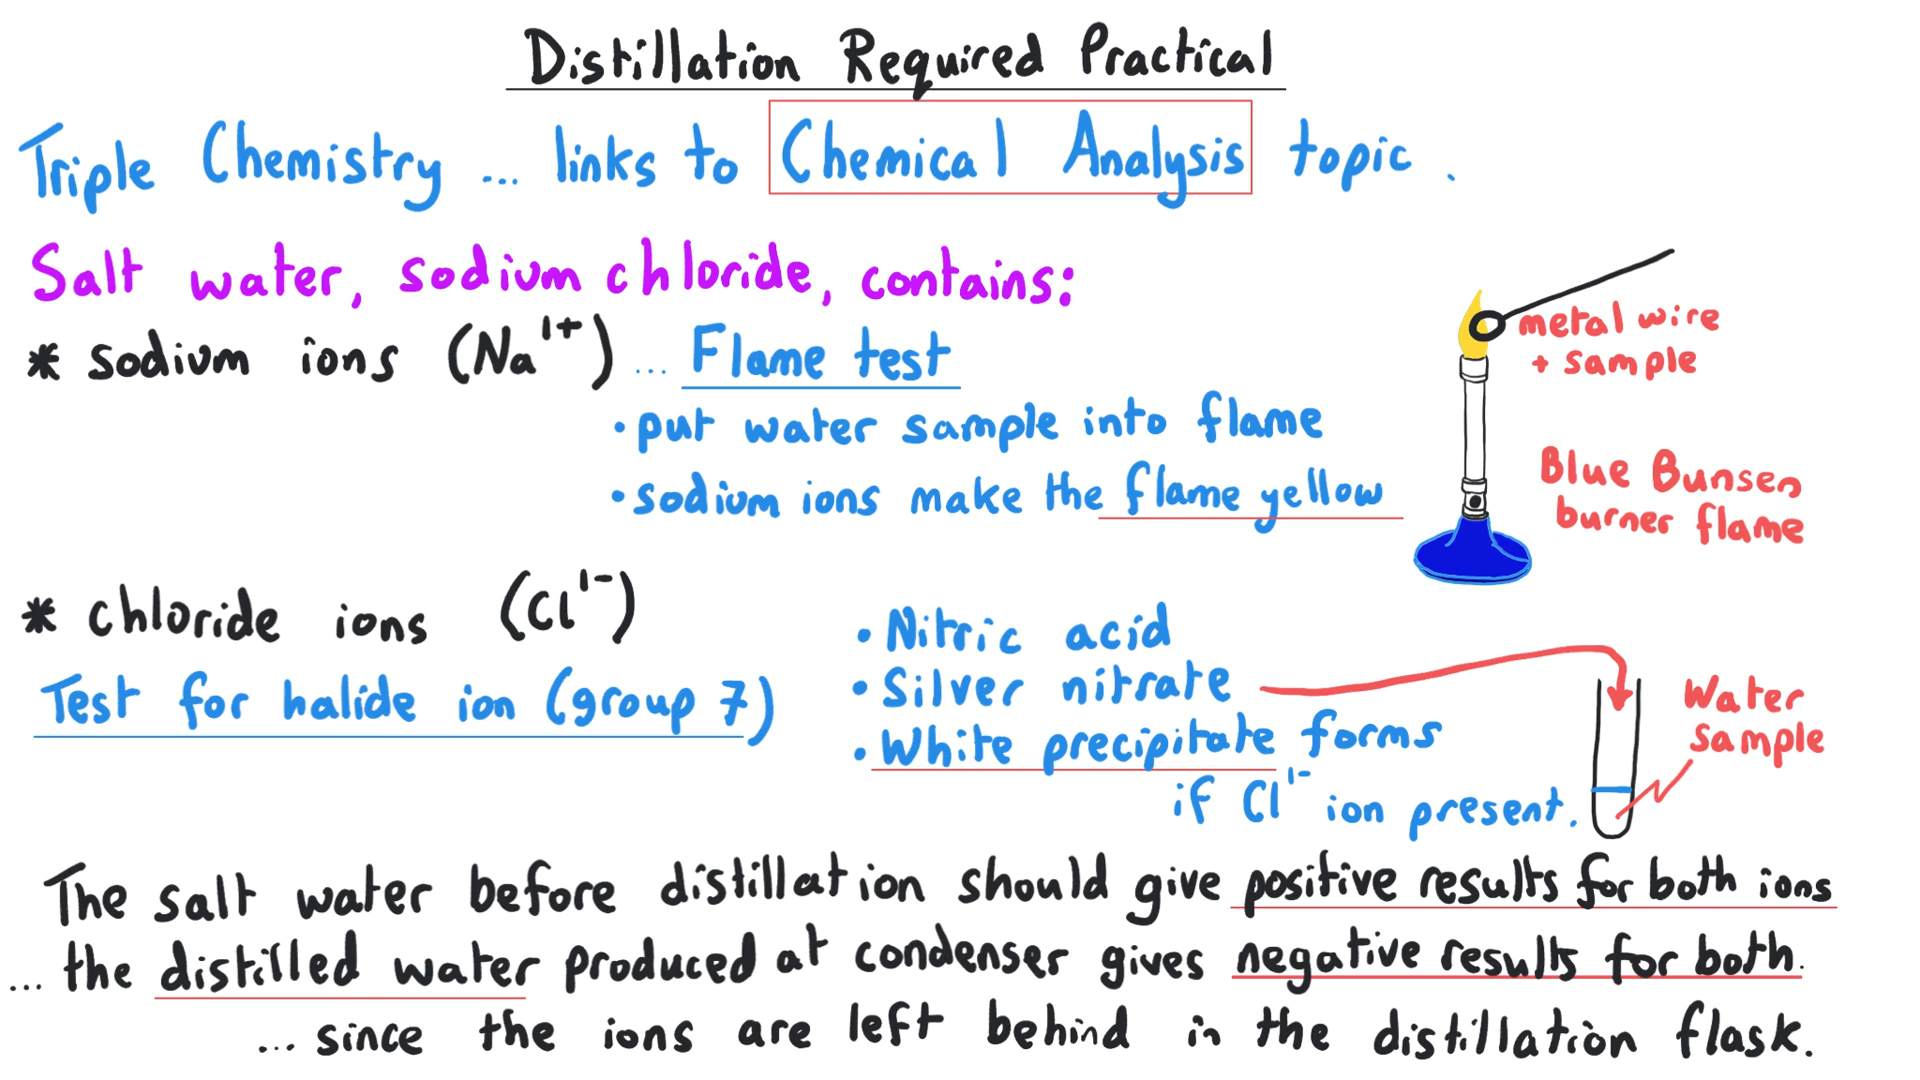 Distillation Required Practical
Triple Chemistry ... links to Chemical Analysis topic.
Salt water, sodium chloride, contains:
* sodium ions (Na¹⁺) ... Flame test
• put water sample into flame
• sodium ions make the flame yellow
metal wire
+ sample
Blue Bunsen
burner flame
* chloride ions (Cl¹⁻)
Test for halide ion (group 7)
• Nitric acid
• Silver nitrate
• White precipitate forms
if Cl¹⁻ ion present.
Water
sample
The salt water before distillation should give positive results for both ions
... the distilled water produced at condenser gives negative results for both.
... since the ions are left behind in the distillation flask.